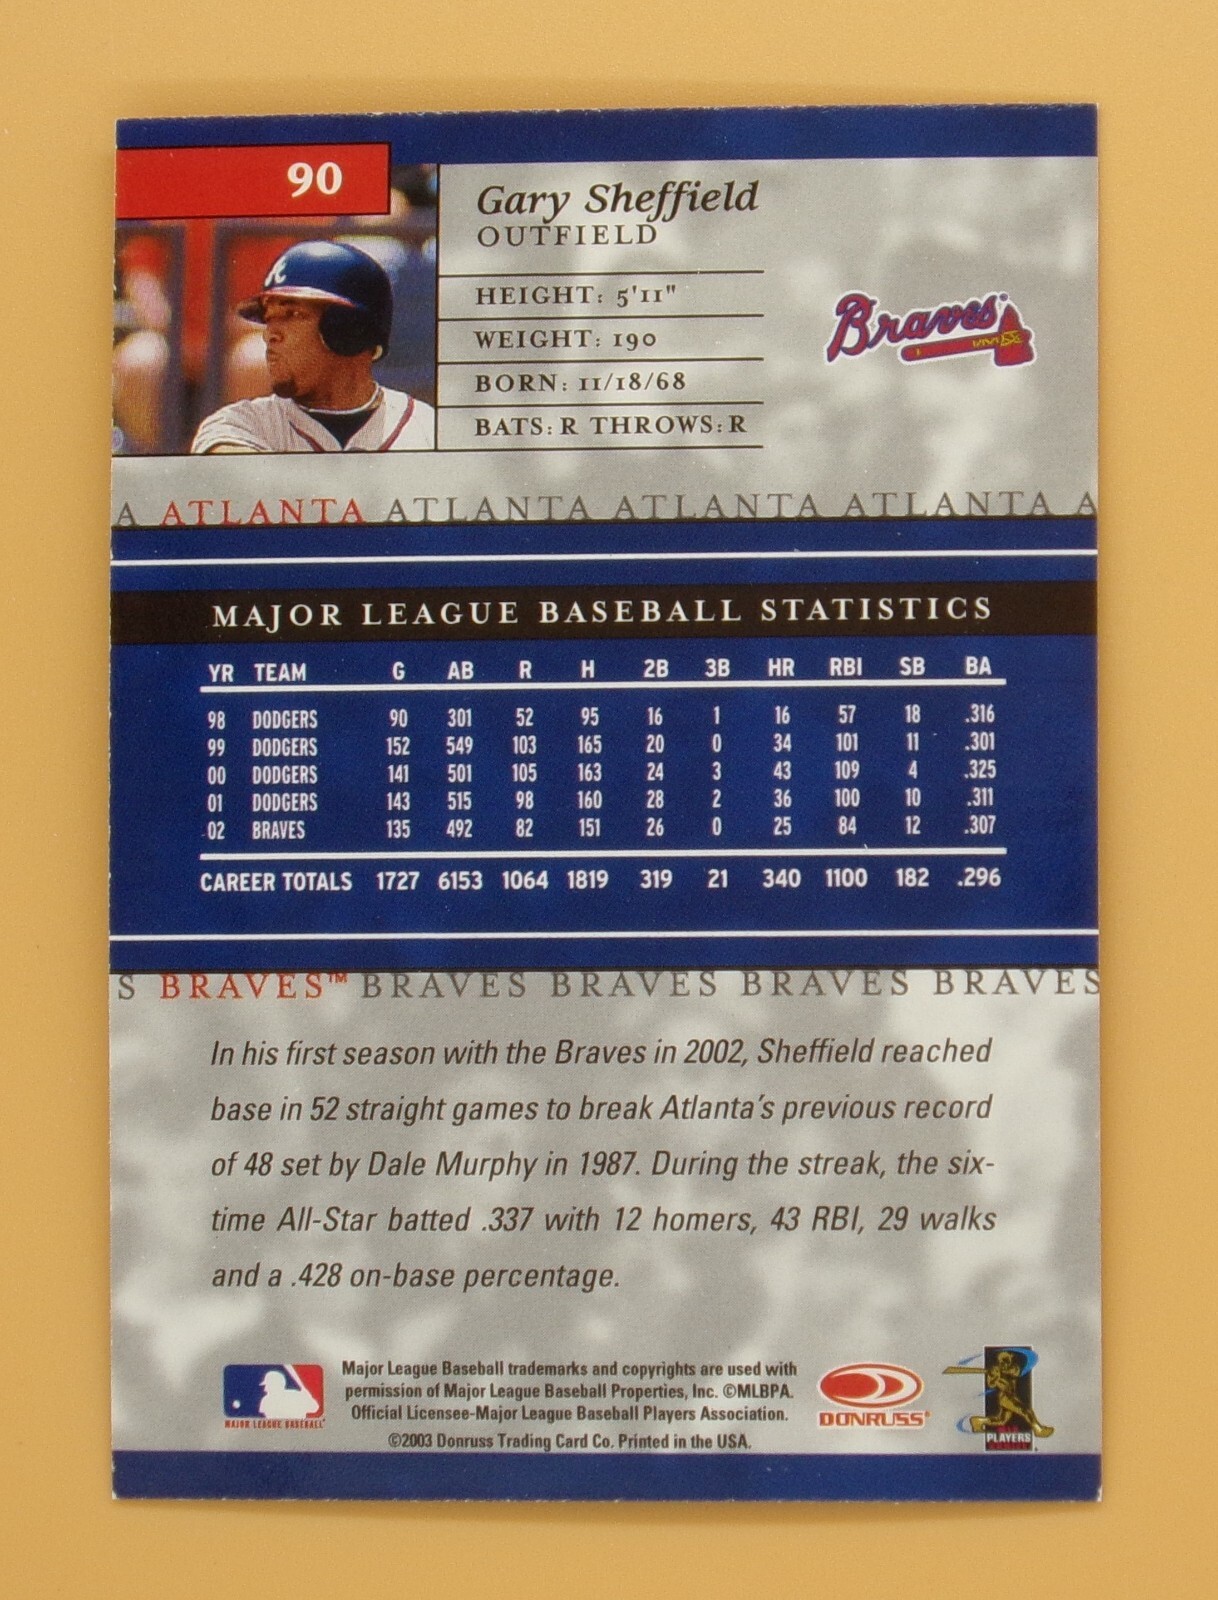 90
Gary Sheffield
OUTFIELD
HEIGHT: 5'11"
WEIGHT: 190
BORN: 11/18/68
BATS: R THROWS: R
Braves
A ATLANTA ATLANTA ATLANTA ATLANTA A
MAJOR LEAGUE BASEBALL STATISTICS
YR TEAM G AB R H 2B 3B HR RBI SB BA
98 DODGERS 90 301 52 95 16 1 16 57 18 .316
99 DODGERS 152 549 103 165 20 0 34 101 11 .301
00 DODGERS 141 501 105 163 24 3 43 109 4 .325
01 DODGERS 143 515 98 160 28 2 36 100 10 .311
02 BRAVES 135 492 82 151 26 0 25 84 12 .307
CAREER TOTALS 1727 6153 1064 1819 319 21 340 1100 182 .296
S BRAVES™ BRAVES BRAVES BRAVES BRAVES
In his first season with the Braves in 2002, Sheffield reached
base in 52 straight games to break Atlanta's previous record
of 48 set by Dale Murphy in 1987. During the streak, the six-
time All-Star batted .337 with 12 homers, 43 RBI, 29 walks
and a .428 on-base percentage.
MAJOR LEAGUE BASEBALL
Major League Baseball trademarks and copyrights are used with
permission of Major League Baseball Properties, Inc. ©MLBPA.
Official Licensee-Major League Baseball Players Association.
©2003 Donruss Trading Card Co. Printed in the USA.
DONRUSS
PLAYERS